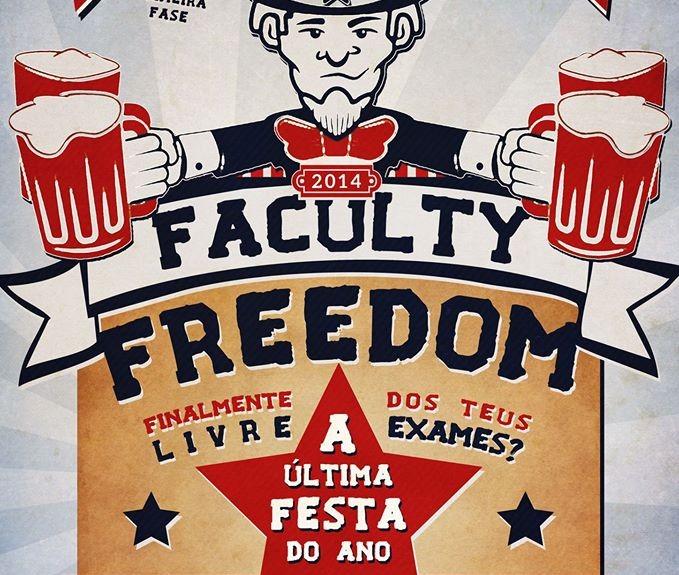 FASE
2014
FACULTY
FREEDOM
FINALMENTE
LIVRE
DOS TEUS
EXAMES?
A
ÚLTIMA
FESTA
DO ANO